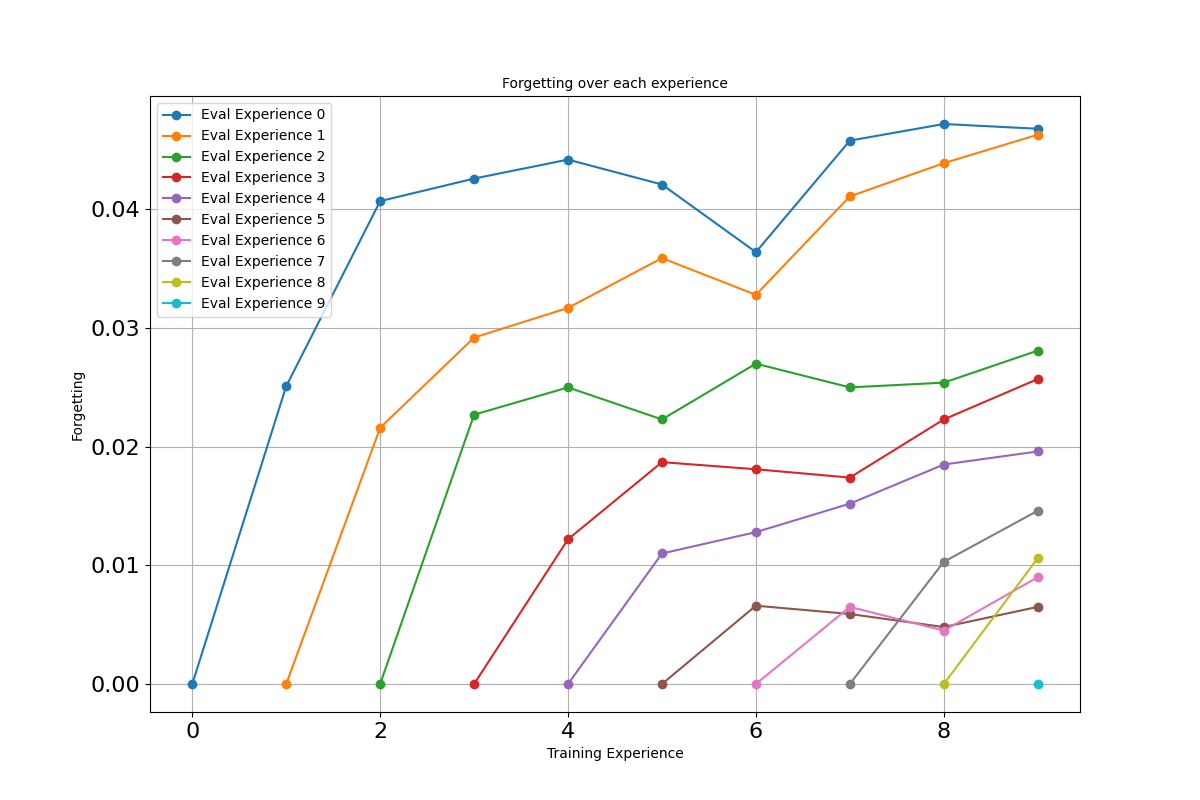 Forgetting over each experience
Eval Experience 0
Eval Experience 1
Eval Experience 2
Eval Experience 3
Eval Experience 4
Eval Experience 5
Eval Experience 6
Eval Experience 7
Eval Experience 8
Eval Experience 9
0.04
0.03
0.02
0.01
0.00
Forgetting
0 2 4 6 8
Training Experience